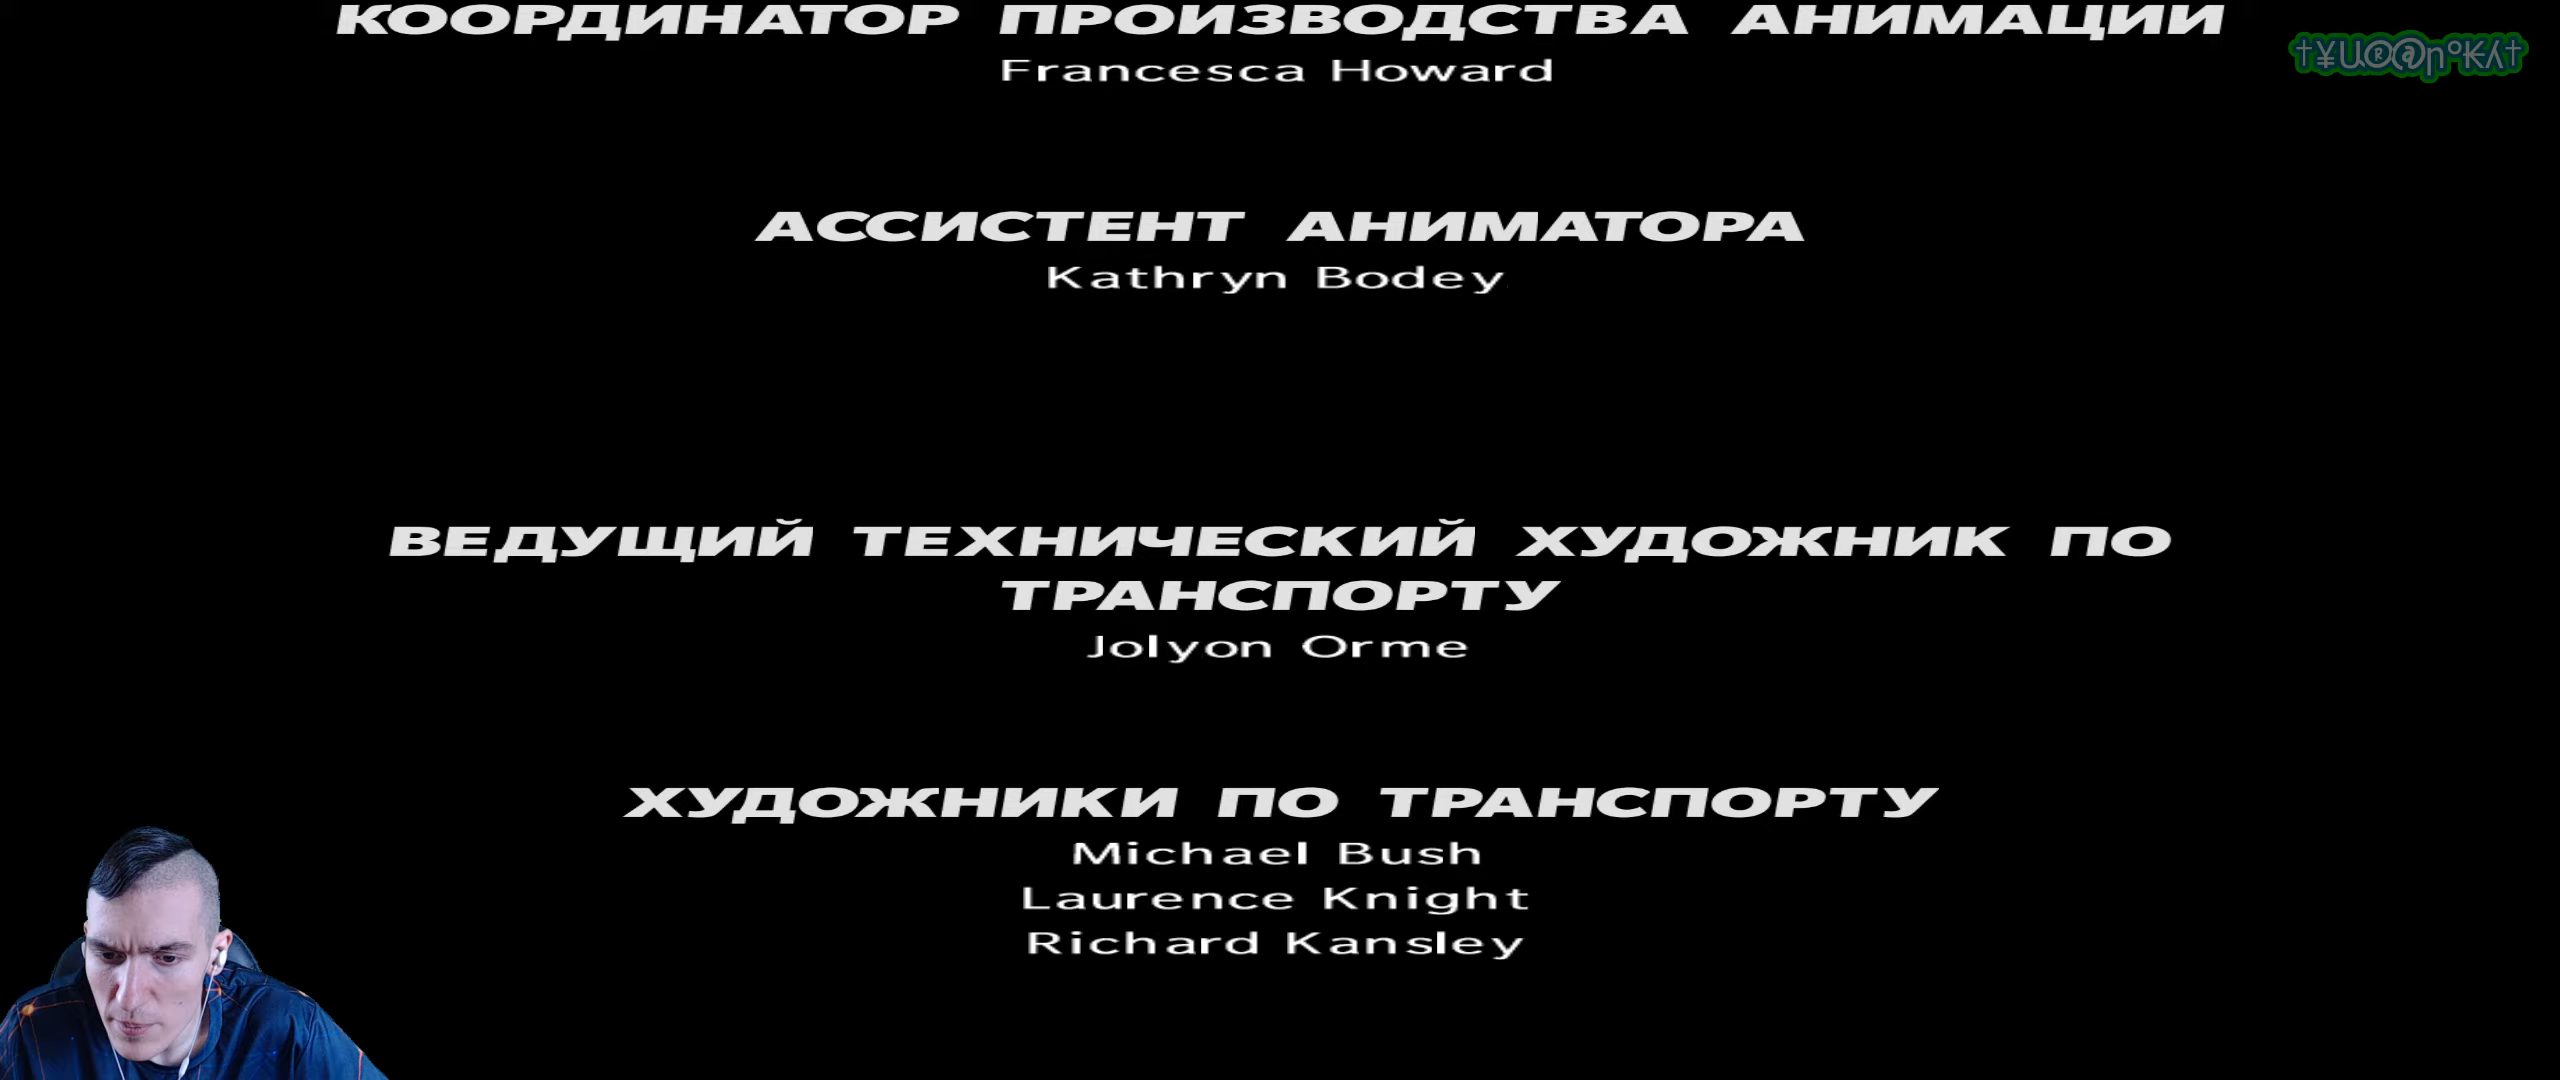 КООРДИНАТОР ПРОИЗВОДСТВА АНИМАЦИИ
Francesca Howard
АССИСТЕНТ АНИМАТОРА
Kathryn Bodey
ВЕДУЩИЙ ТЕХНИЧЕСКИЙ ХУДОЖНИК ПО
ТРАНСПОРТУ
Jolyon Orme
ХУДОЖНИКИ ПО ТРАНСПОРТУ
Michael Bush
Laurence Knight
Richard Kansley